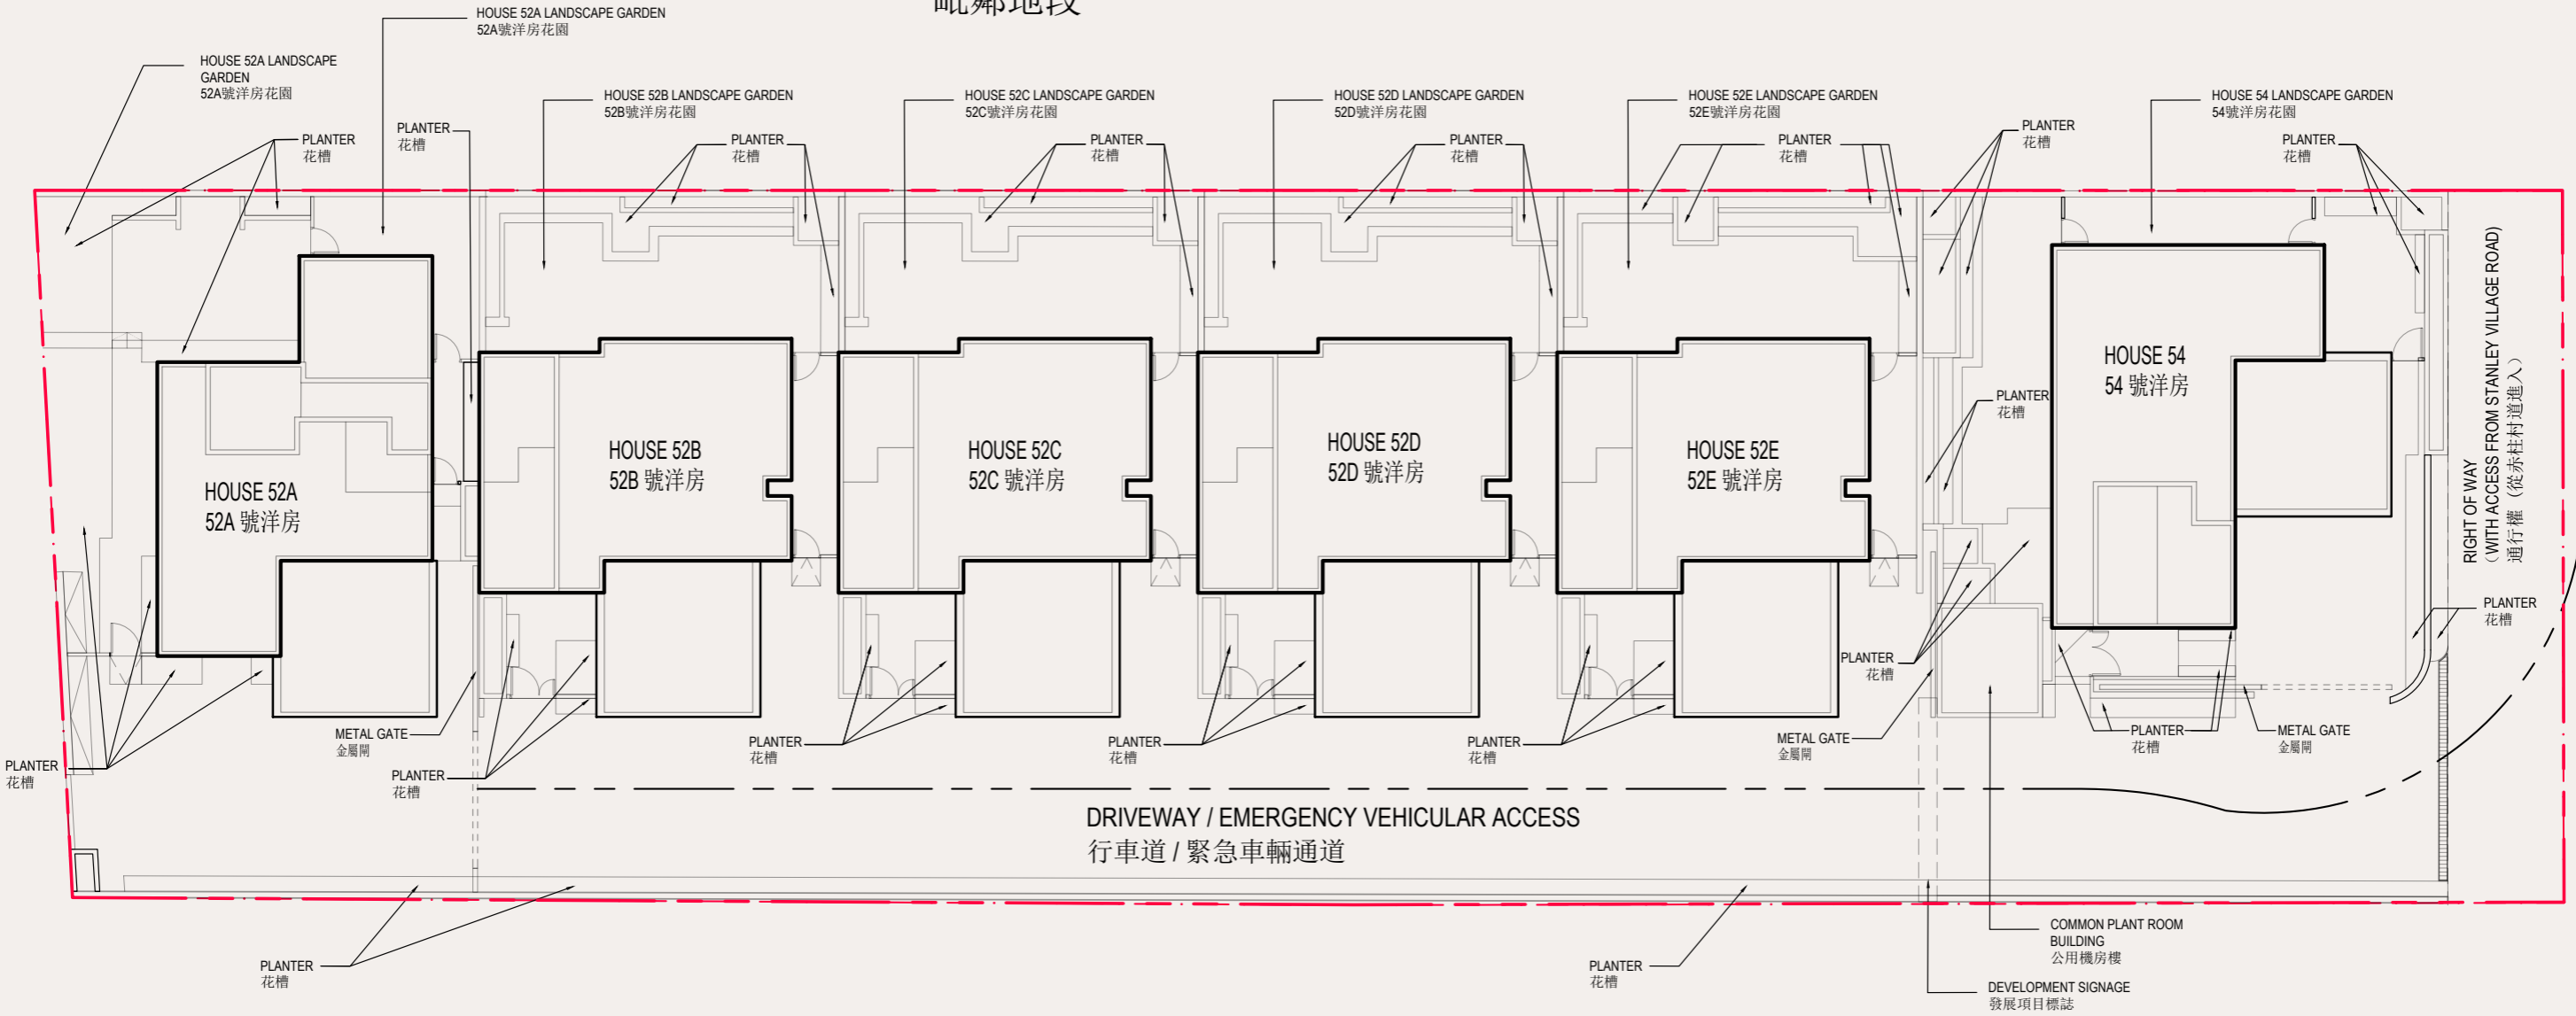 毗鄰地段
HOUSE 52A LANDSCAPE GARDEN
52A號洋房花園
HOUSE 52A LANDSCAPE
GARDEN
52A號洋房花園
HOUSE 52B LANDSCAPE GARDEN
52B號洋房花園
HOUSE 52C LANDSCAPE GARDEN
52C號洋房花園
HOUSE 52D LANDSCAPE GARDEN
52D號洋房花園
HOUSE 52E LANDSCAPE GARDEN
52E號洋房花園
HOUSE 54 LANDSCAPE GARDEN
54號洋房花園
PLANTER
花槽
PLANTER
花槽
PLANTER
花槽
PLANTER
花槽
PLANTER
花槽
PLANTER
花槽
PLANTER
花槽
PLANTER
花槽
HOUSE 52A
52A 號洋房
HOUSE 52B
52B 號洋房
HOUSE 52C
52C 號洋房
HOUSE 52D
52D 號洋房
HOUSE 52E
52E 號洋房
HOUSE 54
54 號洋房
PLANTER
花槽
RIGHT OF WAY
(WITH ACCESS FROM STANLEY VILLAGE ROAD)
通行權（從赤柱村道進入）
PLANTER
花槽
PLANTER
花槽
PLANTER
花槽
METAL GATE
金屬閘
PLANTER
花槽
PLANTER
花槽
PLANTER
花槽
PLANTER
花槽
METAL GATE
金屬閘
PLANTER
花槽
METAL GATE
金屬閘
DRIVEWAY / EMERGENCY VEHICULAR ACCESS
行車道 / 緊急車輛通道
PLANTER
花槽
PLANTER
花槽
COMMON PLANT ROOM
BUILDING
公用機房樓
DEVELOPMENT SIGNAGE
發展項目標誌